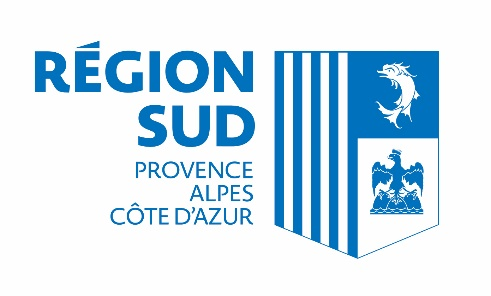 RÉGION
SUD
PROVENCE
ALPES
CÔTE D'AZUR